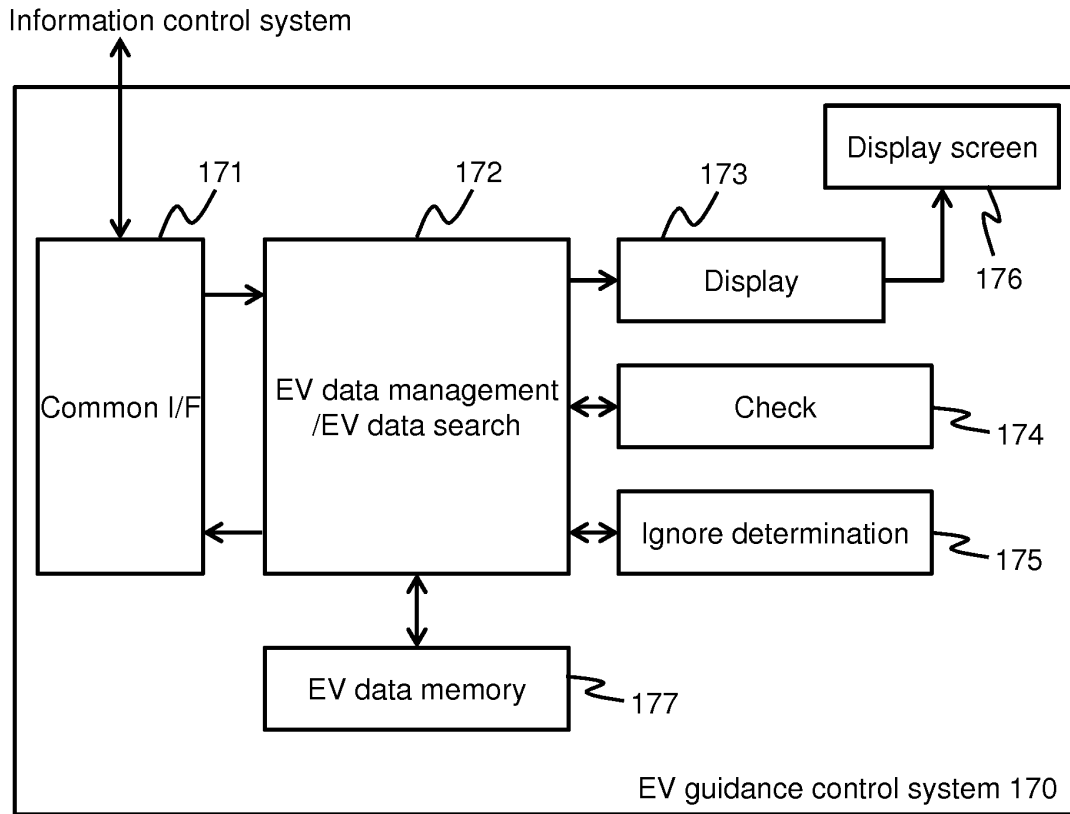 Information control system
Display screen
171
172
173
176
Common I/F
EV data management
/EV data search
Display
Check
174
Ignore determination
175
EV data memory
177
EV guidance control system 170